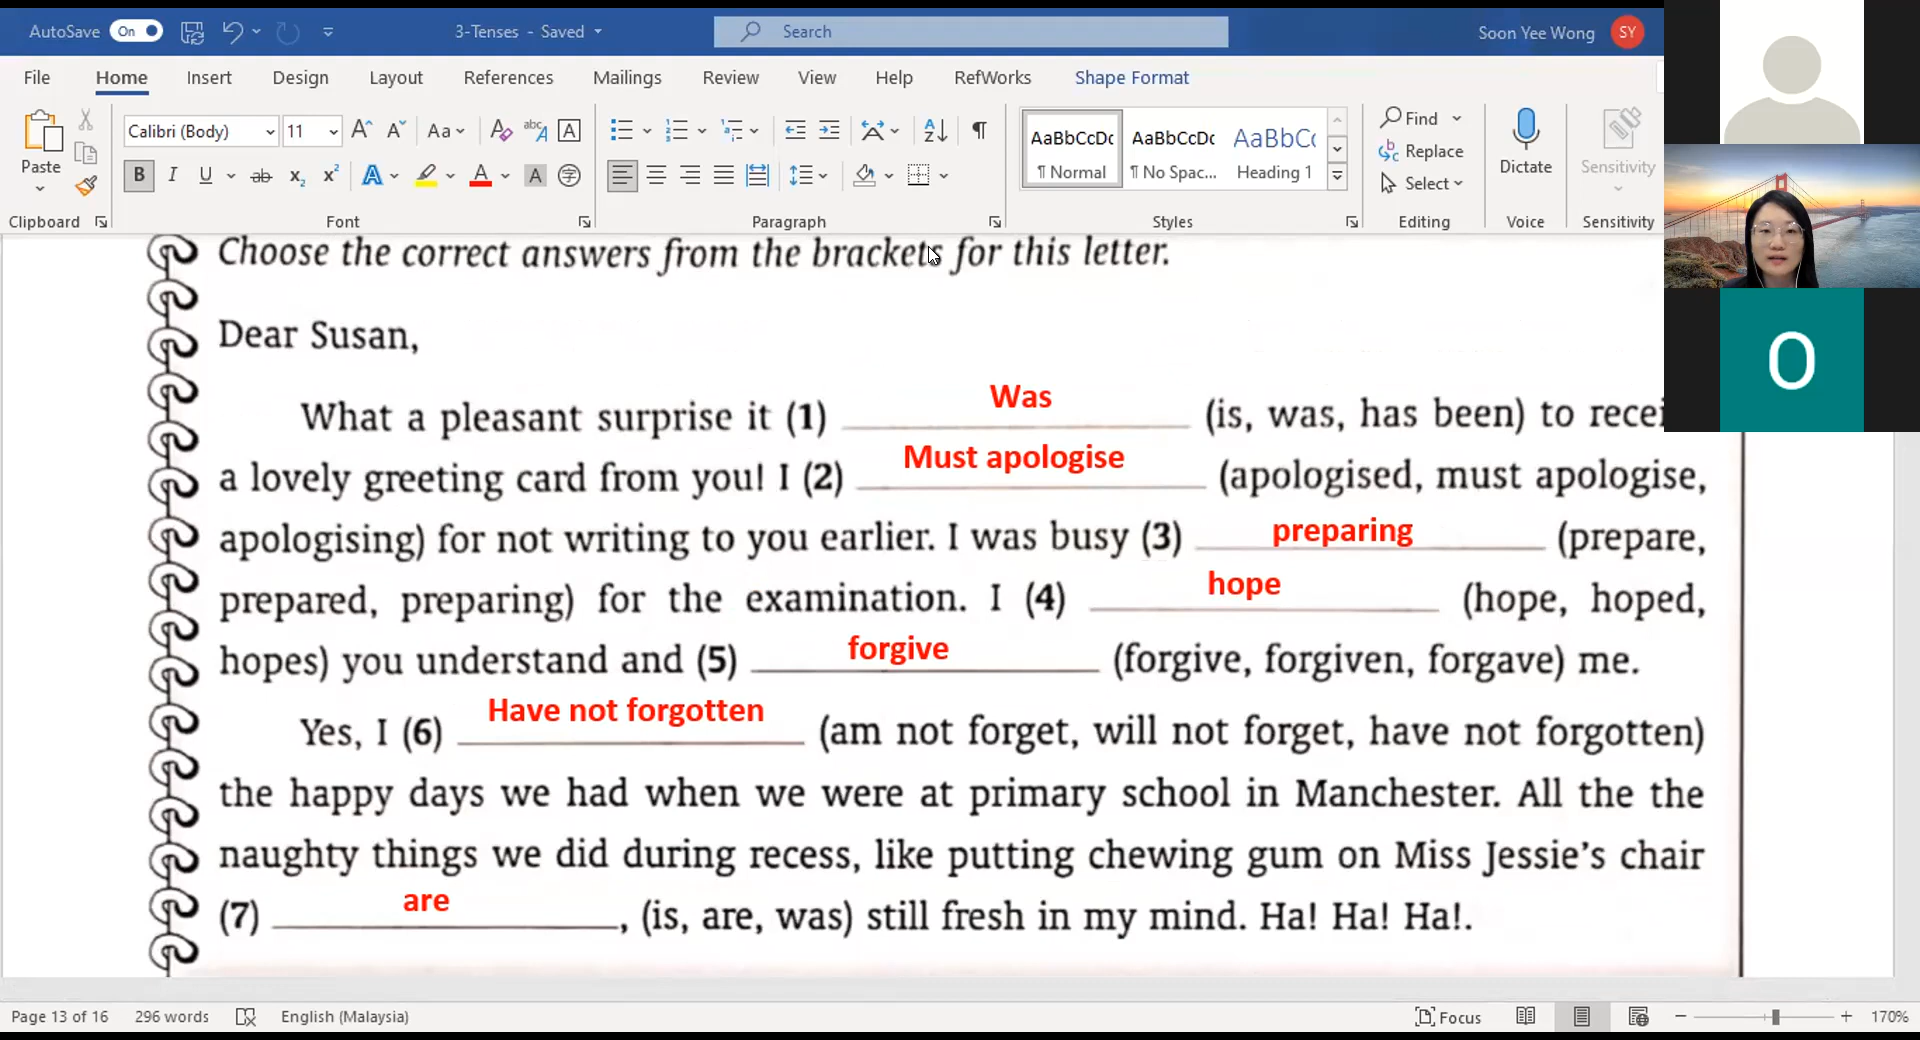 AutoSave On 3-Tenses - Saved Search Soon Yee Wong SY
File Home Insert Design Layout References Mailings Review View Help RefWorks Shape Format
Calibri (Body) 11 A A Aa A abc A A AaBbCcDc AaBbCcDc AaBbCc Find
Paste Replace Dictate Sensitivity
B I U ab x₂ x² A A A 字 ¶ Normal ¶ No Spac... Heading 1 Select
Clipboard Font Paragraph Styles Editing Voice Sensitivity
Choose the correct answers from the brackets for this letter.
Dear Susan,
What a pleasant surprise it (1) Was (is, was, has been) to recei
a lovely greeting card from you! I (2) Must apologise (apologised, must apologise,
apologising) for not writing to you earlier. I was busy (3) preparing (prepare,
prepared, preparing) for the examination. I (4) hope (hope, hoped,
hopes) you understand and (5) forgive (forgive, forgiven, forgave) me.
Yes, I (6) Have not forgotten (am not forget, will not forget, have not forgotten)
the happy days we had when we were at primary school in Manchester. All the the
naughty things we did during recess, like putting chewing gum on Miss Jessie's chair
(7) are , (is, are, was) still fresh in my mind. Ha! Ha! Ha!.
O
Page 13 of 16 296 words English (Malaysia) Focus 170%